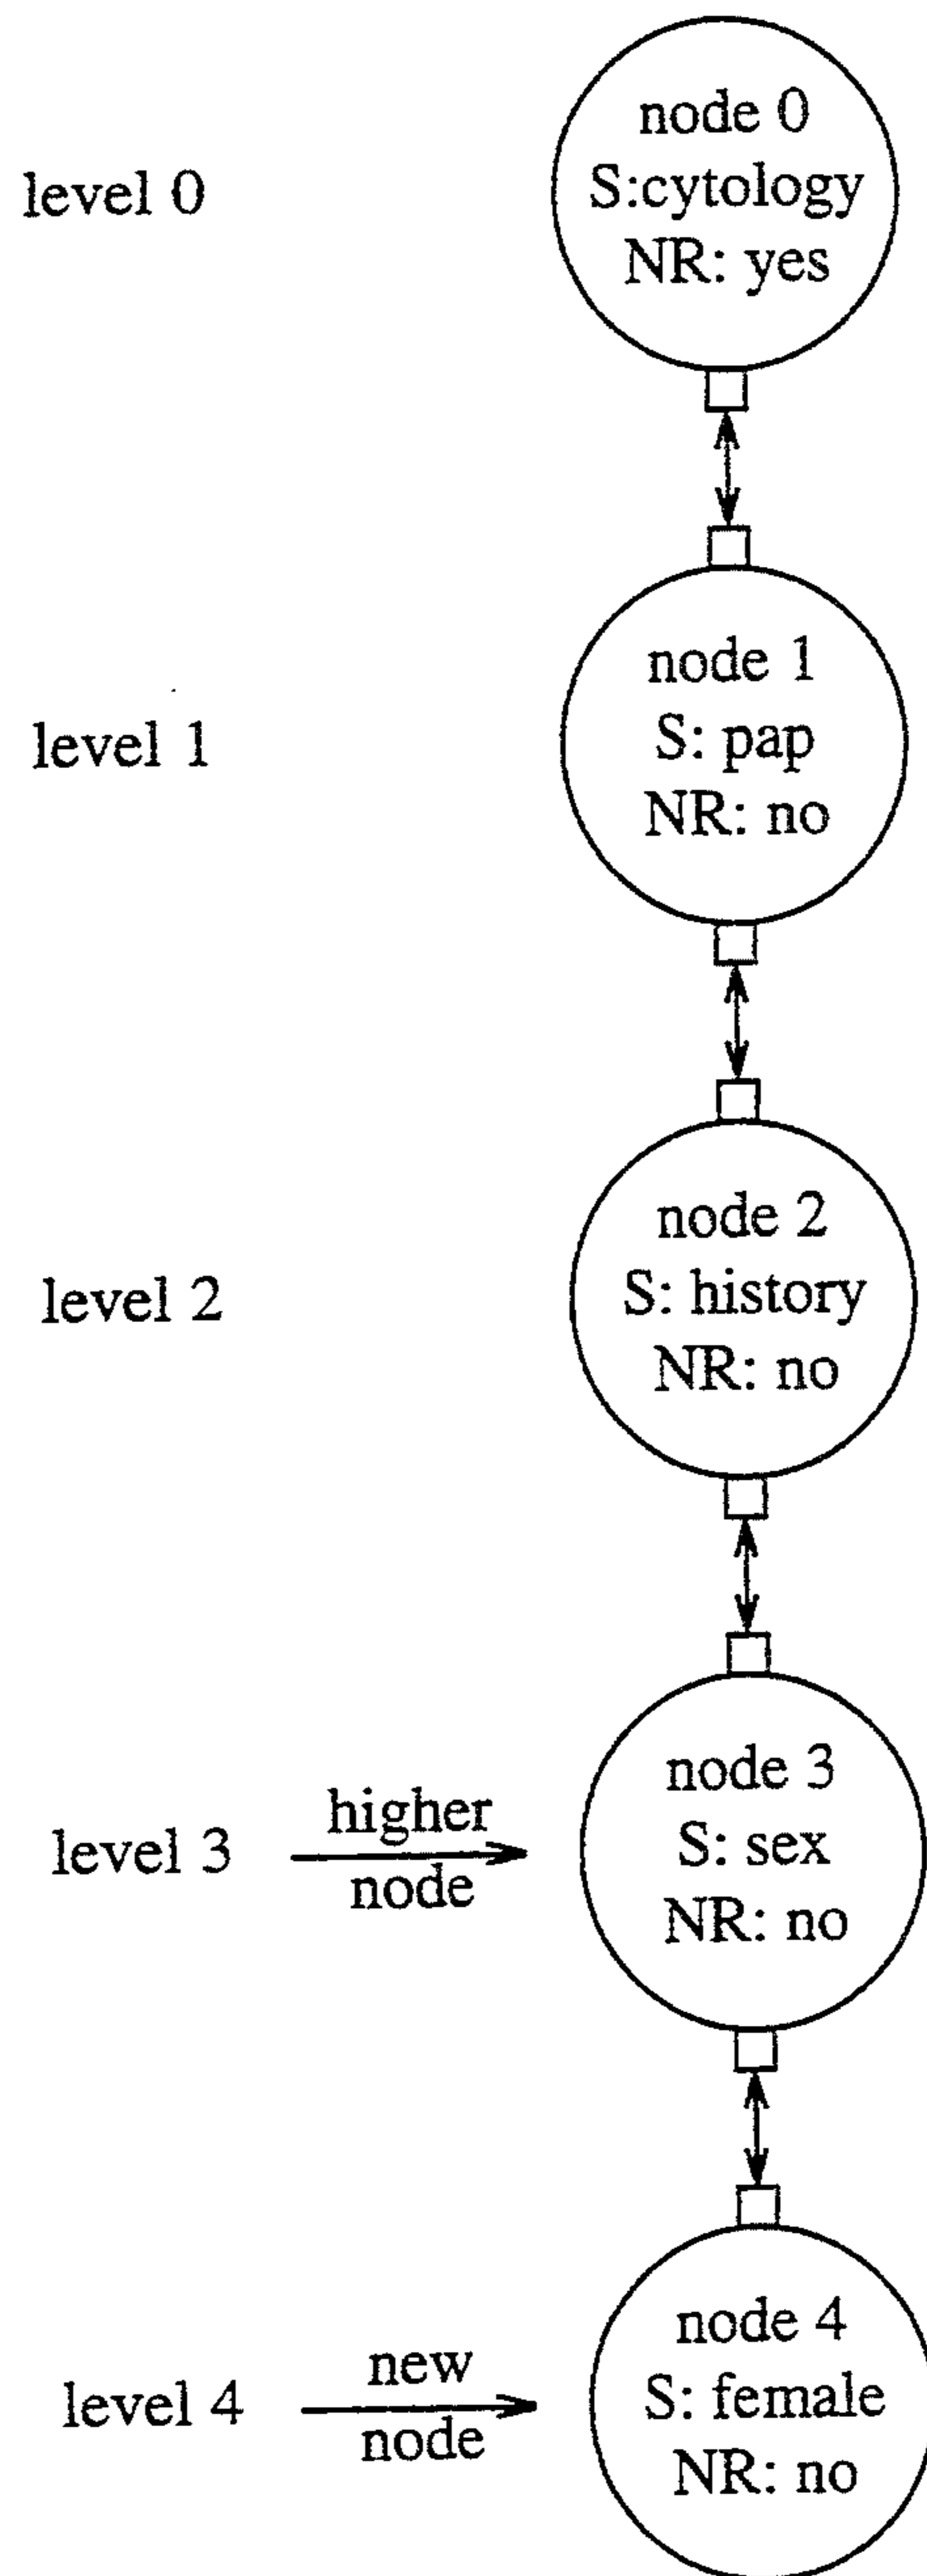 level 0
node 0
S:cytology
NR: yes
level 1
node 1
S: pap
NR: no
level 2
node 2
S: history
NR: no
level 3
higher
node
node 3
S: sex
NR: no
level 4
new
node
node 4
S: female
NR: no